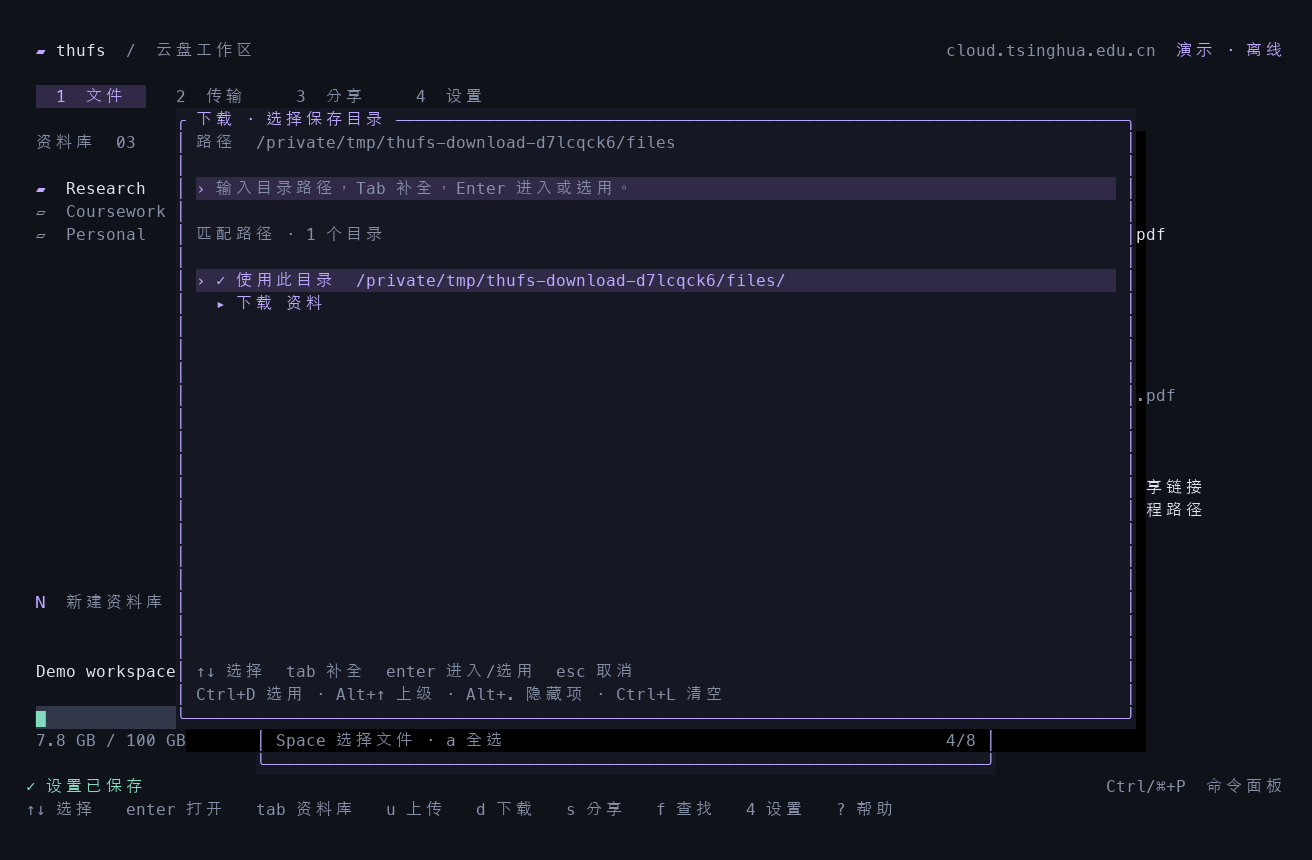 ▰ thufs / 云盘工作区 cloud.tsinghua.edu.cn 演示 · 离线
1 文件 2 传输 3 分享 4 设置
下载 · 选择保存目录
资料库 03
路径 /private/tmp/thufs-download-d7lcqck6/files
▰ Research
› 输入目录路径，Tab 补全，Enter 进入或选用。
▱ Coursework
▱ Personal
匹配路径 · 1 个目录
pdf
› ✓ 使用此目录 /private/tmp/thufs-download-d7lcqck6/files/
▸ 下载 资料
.pdf
享链接
程路径
N 新建资料库
Demo workspace
↑↓ 选择 tab 补全 enter 进入/选用 esc 取消
Ctrl+D 选用 · Alt+↑ 上级 · Alt+. 隐藏项 · Ctrl+L 清空
7.8 GB / 100 GB
Space 选择文件 · a 全选 4/8
✓ 设置已保存 Ctrl/⌘+P 命令面板
↑↓ 选择 enter 打开 tab 资料库 u 上传 d 下载 s 分享 f 查找 4 设置 ? 帮助